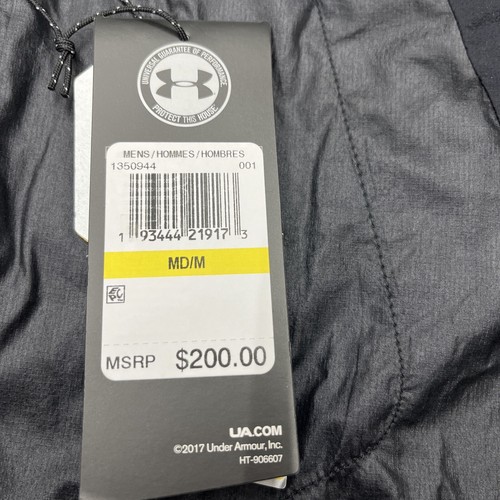 UNIVERSAL GUARANTEE OF PERFORMANCE
PROTECT THIS HOUSE.
MENS/HOMMES/HOMBRES
1350944 001
1 93444 21917 3
MD/M
MSRP $200.00
UA.COM
©2017 Under Armour, Inc.
HT-906607